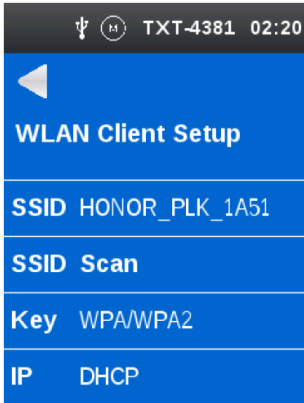 M TXT-4381 02:20
WLAN Client Setup
SSID HONOR_PLK_1A51
SSID Scan
Key WPA/WPA2
IP DHCP